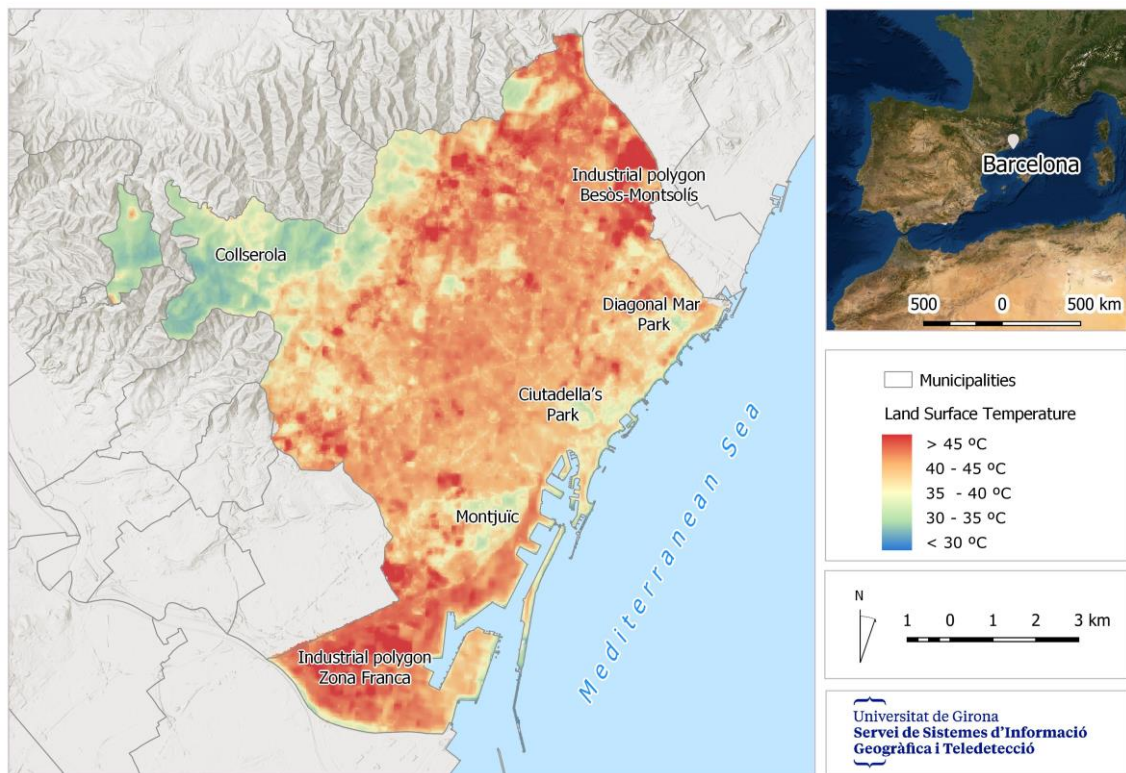 Industrial polygon
Besòs-Montsolís
Collserola
Diagonal Mar
Park
Ciutadella's
Park
Montjuïc
Industrial polygon
Zona Franca
Mediterranean Sea
Barcelona
500 0 500 km
Municipalities
Land Surface Temperature
> 45 ºC
40 - 45 ºC
35 - 40 ºC
30 - 35 ºC
< 30 ºC
N
1 0 1 2 3 km
Universitat de Girona
Servei de Sistemes d'Informació
Geogràfica i Teledetecció